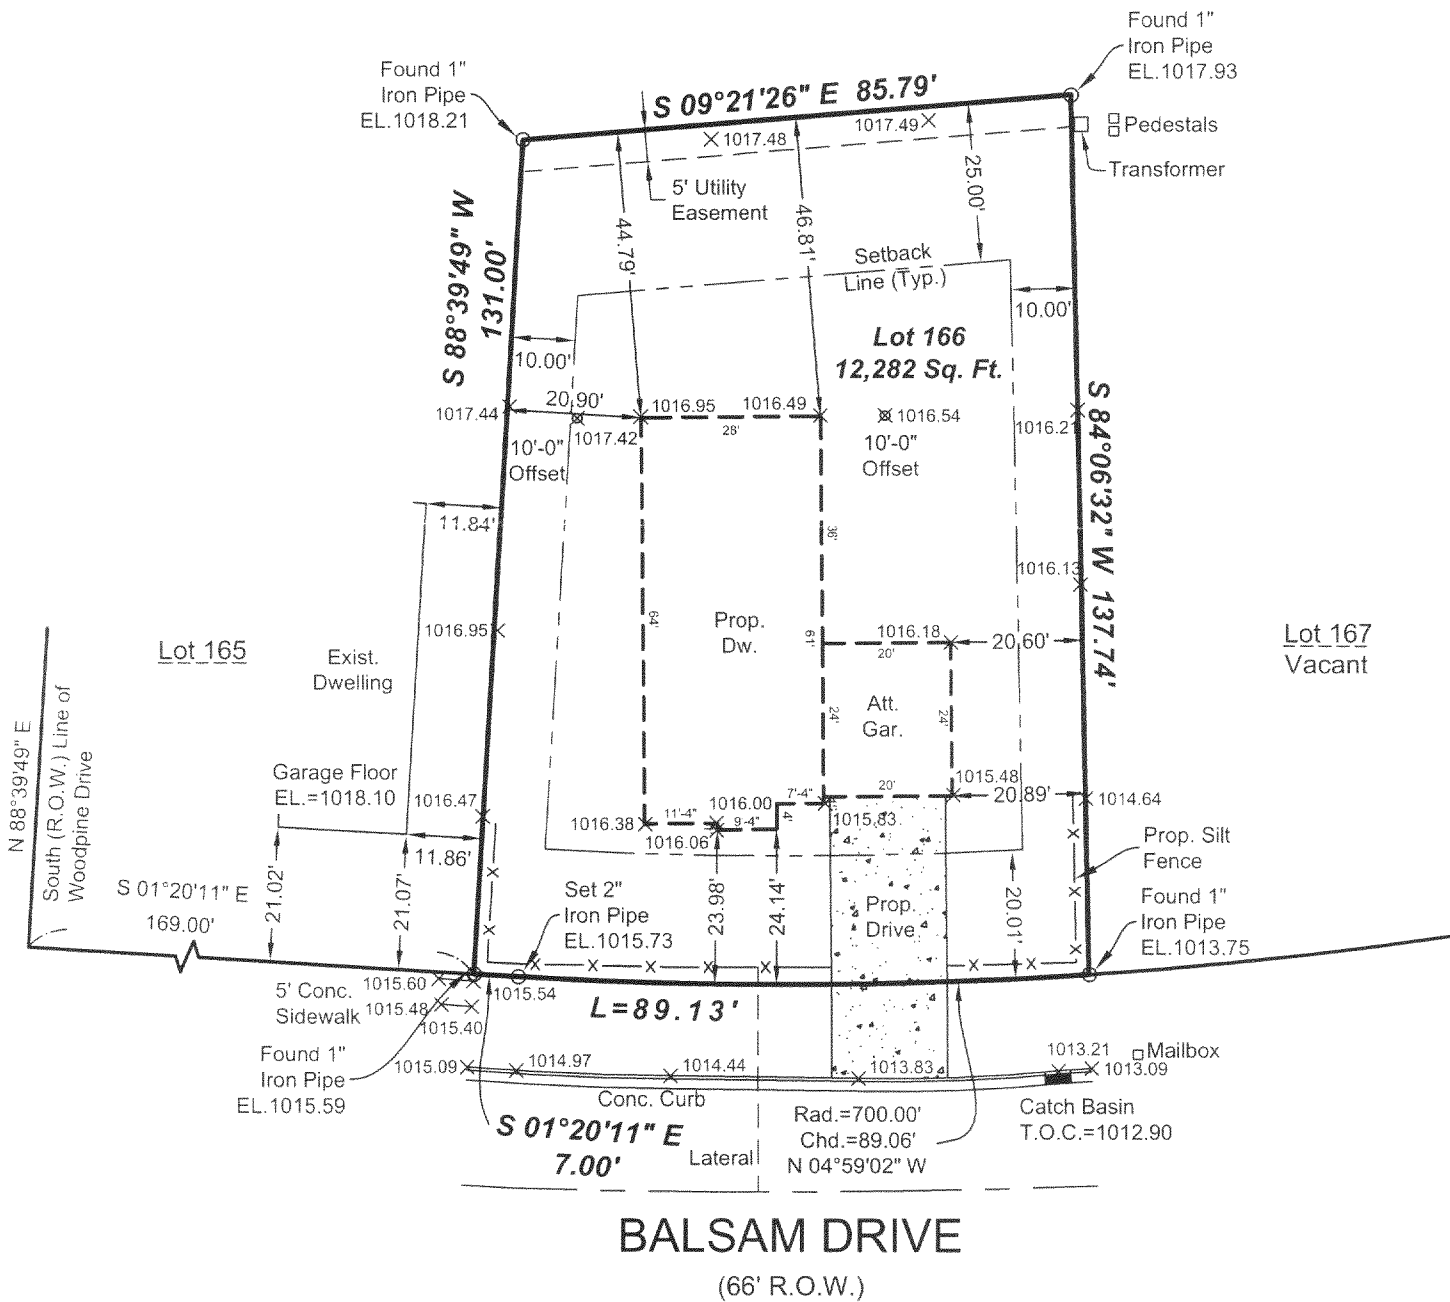 Found 1"
Iron Pipe
EL.1017.93
Found 1"
Iron Pipe
EL.1018.21
S 09°21'26" E 85.79'
1017.48
1017.49
Pedestals
Transformer
5' Utility
Easement
25.00'
44.79'
46.81'
S 88°39'49" W
131.00'
Setback
Line (Typ.)
10.00'
10.00'
Lot 166
12,282 Sq. Ft.
S 84°06'32" W 137.74'
1017.44
20.90'
1017.42
1016.95
1016.49
28'
1016.54
1016.21
10'-0"
Offset
10'-0"
Offset
11.84'
36'
1016.13
64'
Prop.
Dw.
61'
1016.18
20'
20.60'
1016.95
Lot 165
Exist.
Dwelling
Lot 167
Vacant
Att.
Gar.
24'
24'
N 88°39'49" E
South (R.O.W.) Line of
Woodpine Drive
Garage Floor
EL.=1018.10
1016.47
20'
1015.48
20.89'
1014.64
1016.38
11'-4"
1016.00
7'-4"
4'
9'-4"
1016.06
1015.83
Prop. Silt
Fence
11.86'
S 01°20'11" E
169.00'
21.02'
21.07'
Set 2"
Iron Pipe
EL.1015.73
23.98'
24.14'
Prop.
Drive
20.01'
Found 1"
Iron Pipe
EL.1013.75
5' Conc.
Sidewalk
1015.60
1015.54
1015.48
1015.40
L=89.13'
Found 1"
Iron Pipe
EL.1015.59
1015.09
1014.97
1014.44
1013.83
1013.21
1013.09
Mailbox
Conc. Curb
Catch Basin
T.O.C.=1012.90
Rad.=700.00'
Chd.=89.06'
N 04°59'02" W
S 01°20'11" E
7.00'
Lateral
BALSAM DRIVE
(66' R.O.W.)